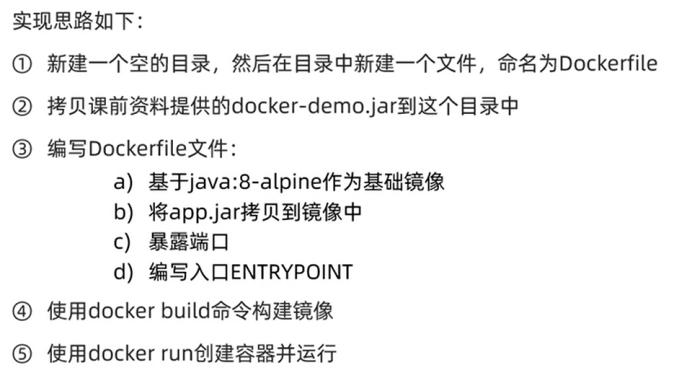 实现思路如下：
① 新建一个空的目录，然后在目录中新建一个文件，命名为Dockerfile
② 拷贝课前资料提供的docker-demo.jar到这个目录中
③ 编写Dockerfile文件：
a) 基于java:8-alpine作为基础镜像
b) 将app.jar拷贝到镜像中
c) 暴露端口
d) 编写入口ENTRYPOINT
④ 使用docker build命令构建镜像
⑤ 使用docker run创建容器并运行